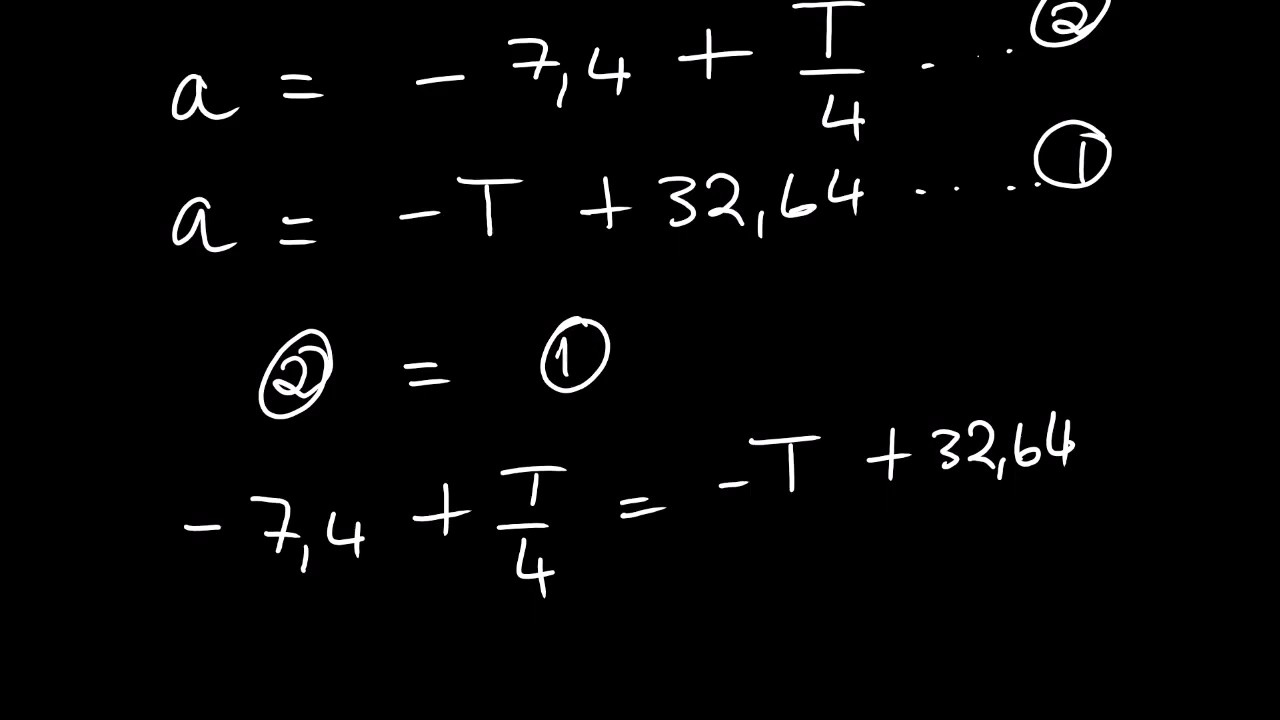 a = - 7,4 + T/4 ... ②
a = -T + 32,64 .... ①
② = ①
- 7,4 + T/4 = -T + 32,64